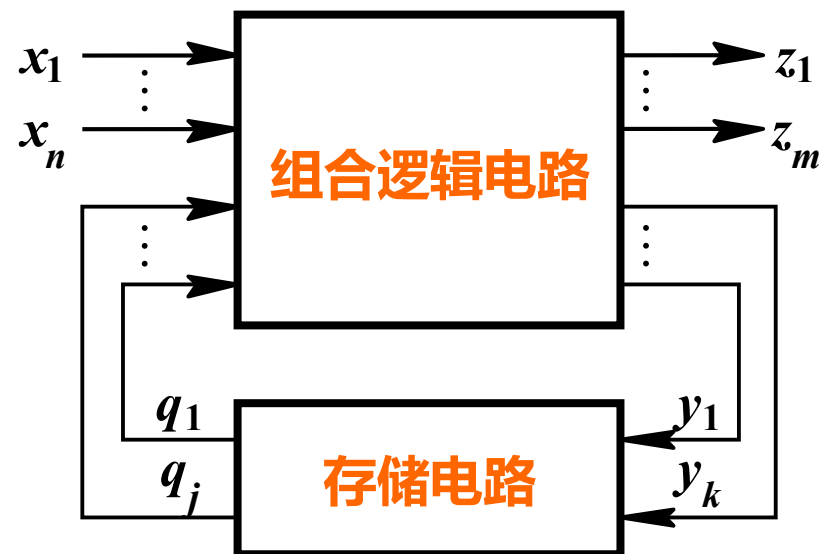 x1 z1
⋮ ⋮
xn zm
组合逻辑电路
⋮ ⋮
q1 y1
存储电路
qj yk